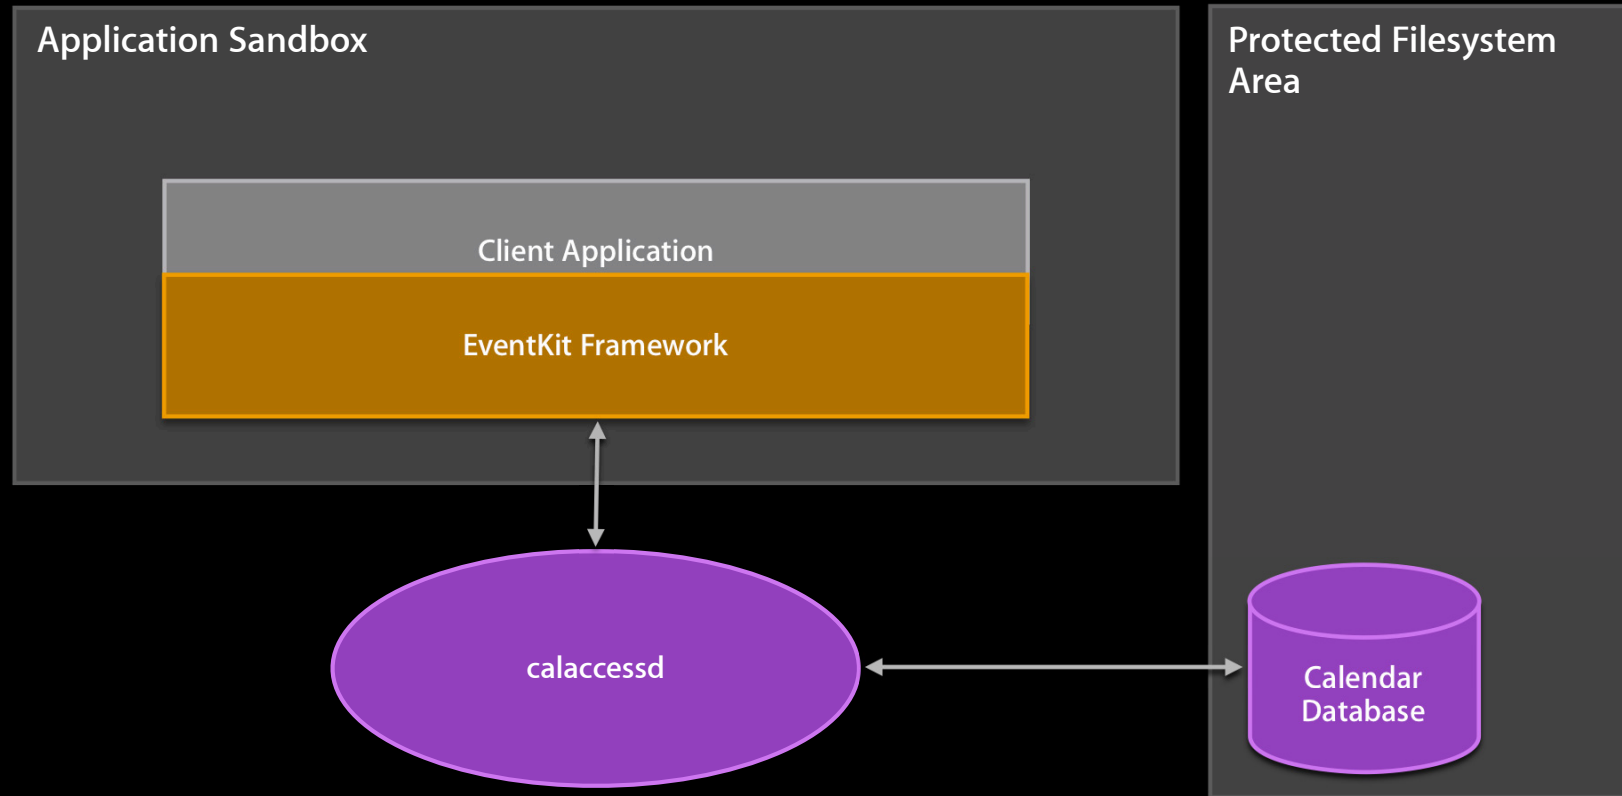 Application Sandbox
Protected Filesystem
Area
Client Application
EventKit Framework
calaccessd
Calendar
Database